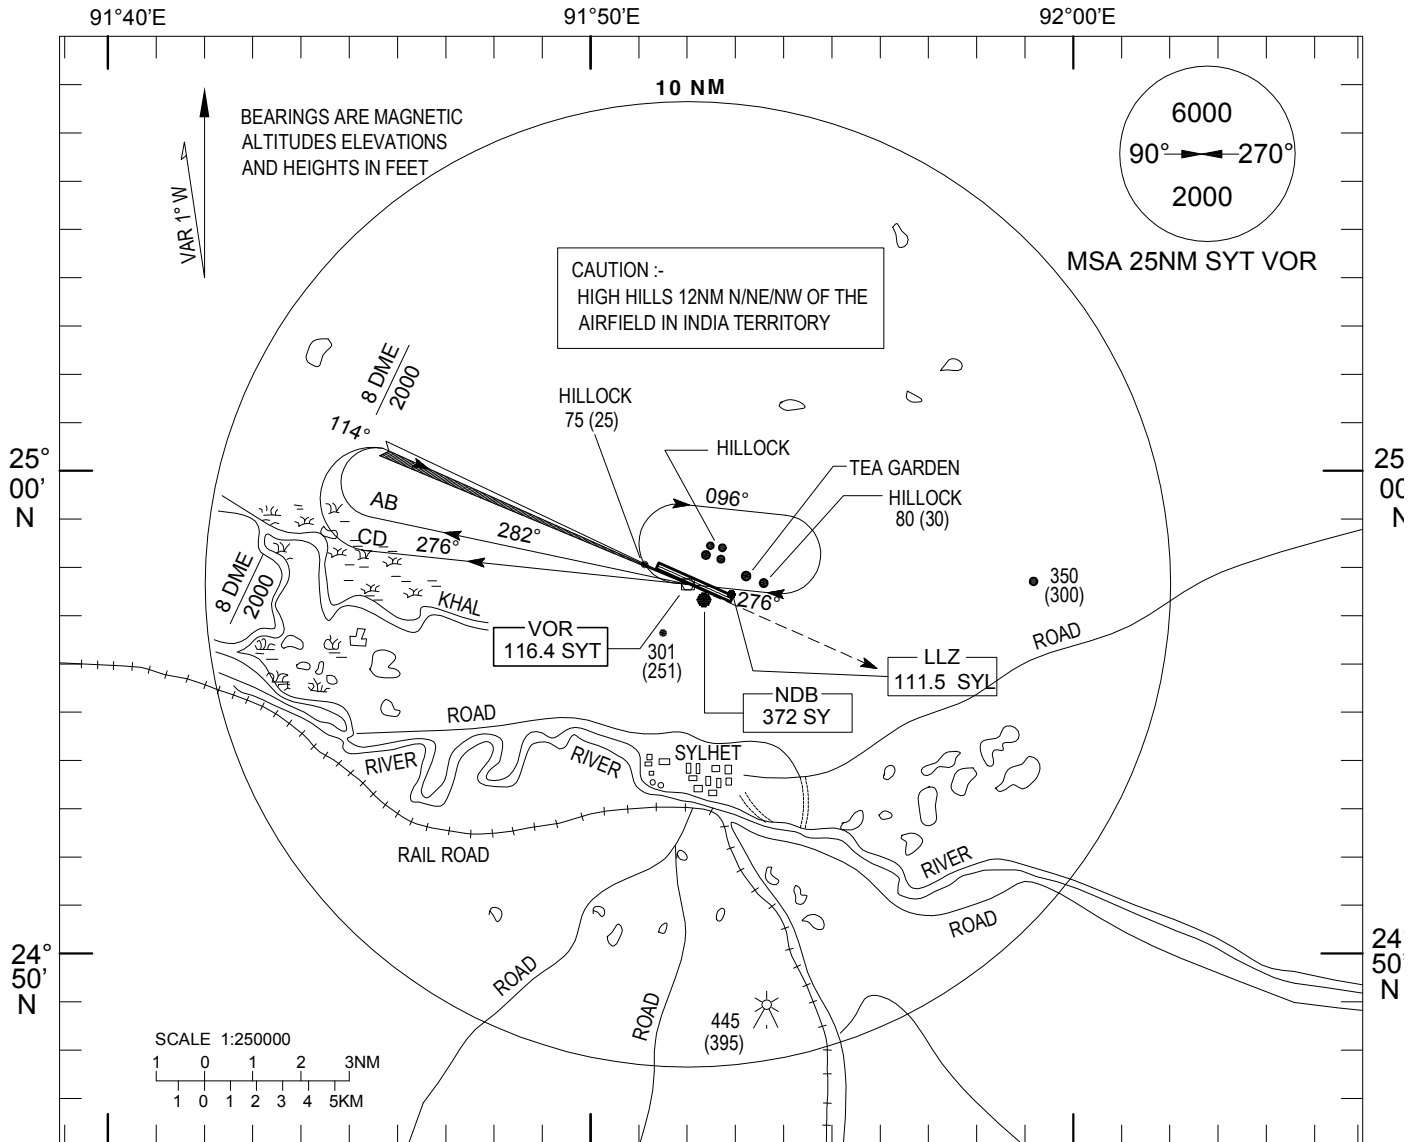 91°40'E
91°50'E
92°00'E
10 NM
BEARINGS ARE MAGNETIC
ALTITUDES ELEVATIONS
AND HEIGHTS IN FEET
VAR 1° W
6000
90° 270°
2000
MSA 25NM SYT VOR
CAUTION :-
HIGH HILLS 12NM N/NE/NW OF THE
AIRFIELD IN INDIA TERRITORY
8 DME
2000
114°
HILLOCK
75 (25)
HILLOCK
TEA GARDEN
HILLOCK
80 (30)
096°
25°
00'
N
25
00
N
AB
282°
CD
276°
8 DME
2000
KHAL
276°
350
(300)
VOR
116.4 SYT
301
(251)
LLZ
111.5 SYL
NDB
372 SY
ROAD
ROAD
RIVER
RIVER
SYLHET
RAIL ROAD
RIVER
ROAD
ROAD
ROAD
24°
50'
N
24°
50'
N
445
(395)
SCALE 1:250000
1 0 1 2 3NM
1 0 1 2 3 4 5KM